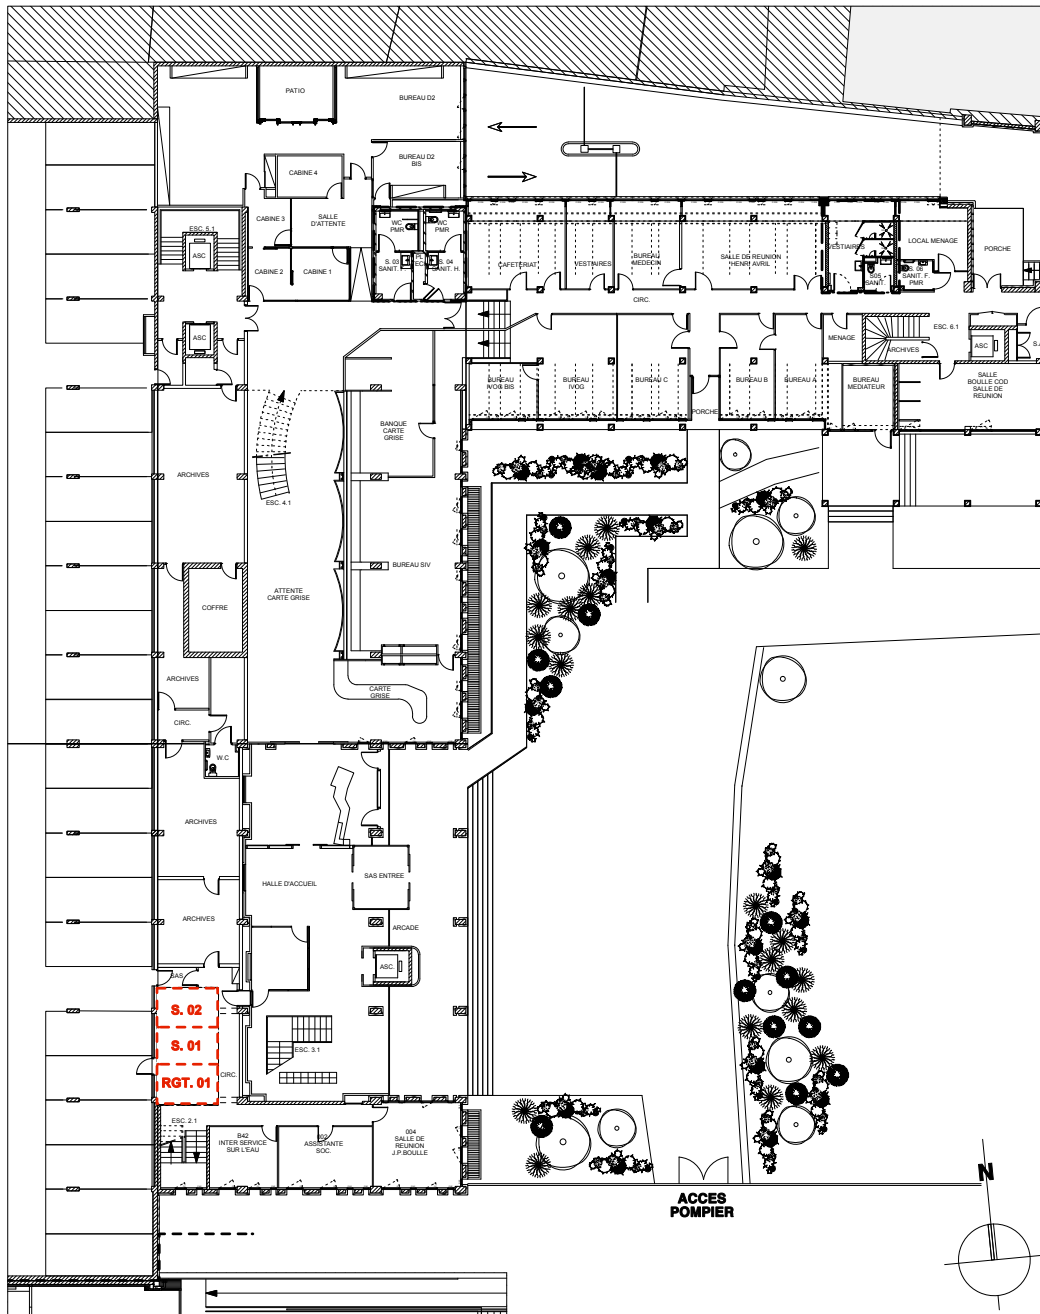 PATIO
BUREAU D2
BUREAU D2
BIS
CABINE 4
CABINE 3
SALLE
D'ATTENTE
WC
PMR
WC
PMR
ESC. 5.1
ASC
CABINE 2
CABINE 1
S. 03
SANIT. F.
S. 04
SANIT. H.
CAFETERIAT
VESTIAIRES
BUREAU
MEDECIN
SALLE DE REUNION
HENRI AVRIL
VESTIAIRES
S05
SANIT.
LOCAL MENAGE
S. 06
SANIT. F.
PMR
PORCHE
CIRC.
ASC
MENAGE
ARCHIVES
ESC. 6.1
ASC
BUREAU
IVOG BIS
BUREAU
IVOG
BUREAU C
PORCHE
BUREAU B
BUREAU A
BUREAU
MEDIATEUR
SALLE
BOULLE COD
SALLE DE
REUNION
BANQUE
CARTE
GRISE
ARCHIVES
ESC. 4.1
BUREAU SIV
ATTENTE
CARTE GRISE
COFFRE
ARCHIVES
CARTE
GRISE
CIRC.
W.C
ARCHIVES
HALLE D'ACCUEIL
SAS ENTREE
ARCHIVES
ARCADE
ASC.
SAS
S. 02
S. 01
RGT. 01
CIRC.
ESC. 3.1
ESC. 2.1
B42
INTER SERVICE
SUR L'EAU
002
ASSISTANTE
SOC.
004
SALLE DE
REUNION
J.P.BOULLE
ACCES
POMPIER
N